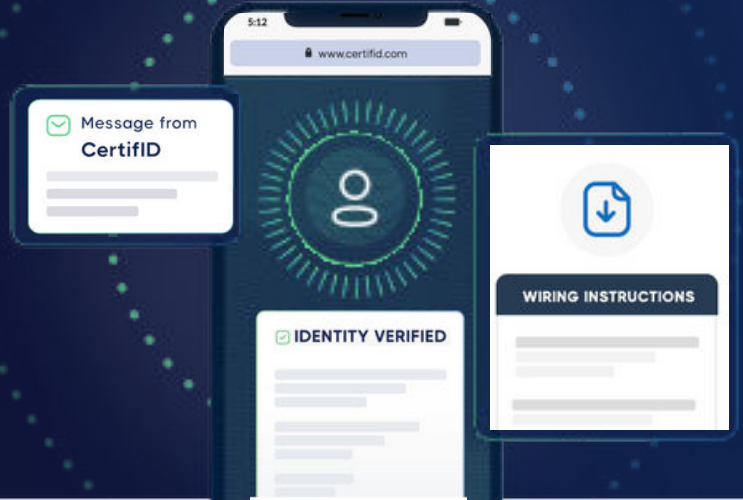 5:12
www.certifid.com
Message from
CertifID
WIRING INSTRUCTIONS
IDENTITY VERIFIED